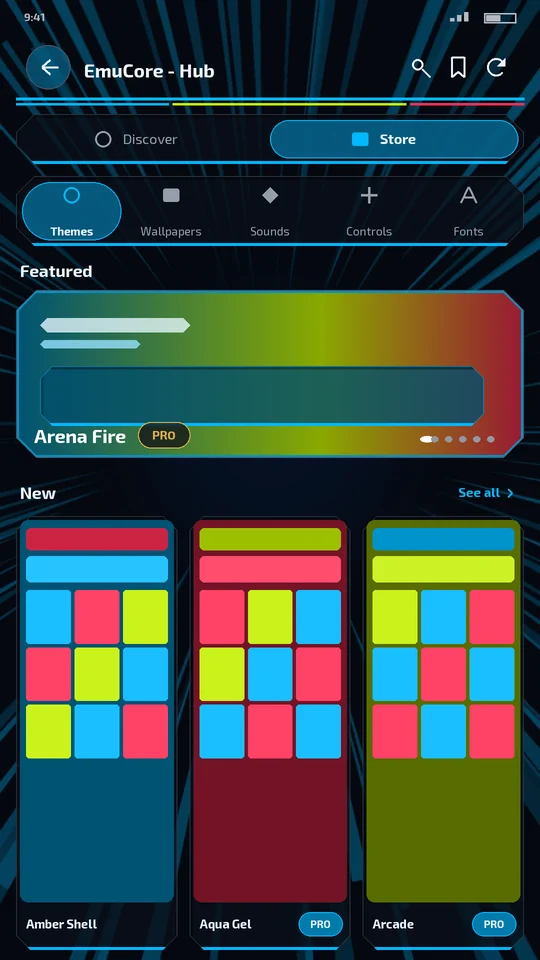 9:41
EmuCore - Hub
Discover
Store
Themes
Wallpapers
Sounds
Controls
Fonts
Featured
Arena Fire
PRO
New
See all
Amber Shell
Aqua Gel
PRO
Arcade
PRO